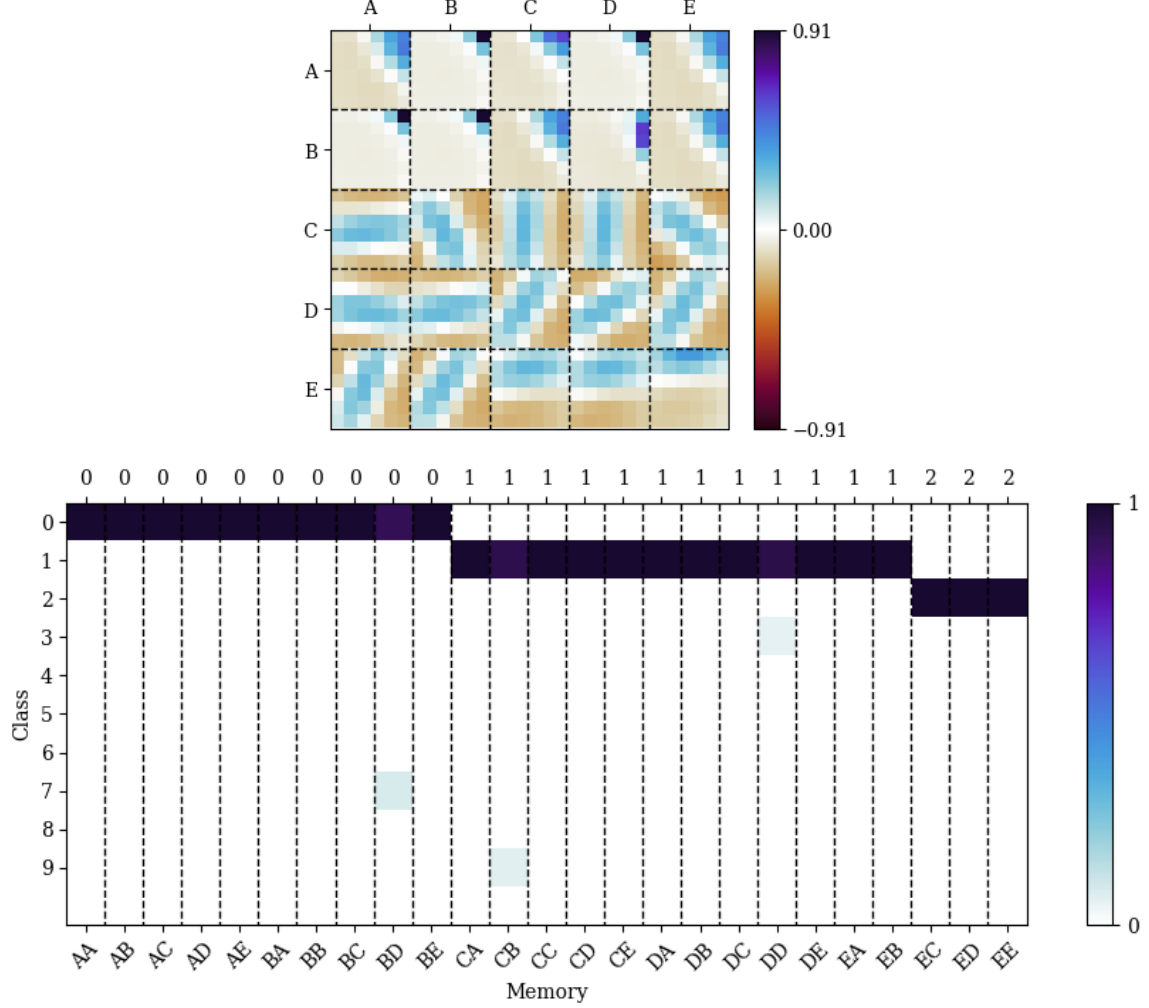 A B C D E
A
B
C
D
E
0.91
0.00
−0.91
0 0 0 0 0 0 0 0 0 0 1 1 1 1 1 1 1 1 1 1 1 1 2 2 2
0
1
2
3
4
5
6
7
8
9
Class
AA AB AC AD AE BA BB BC BD BE CA CB CC CD CE DA DB DC DD DE EA EB EC ED EE
Memory
1
0